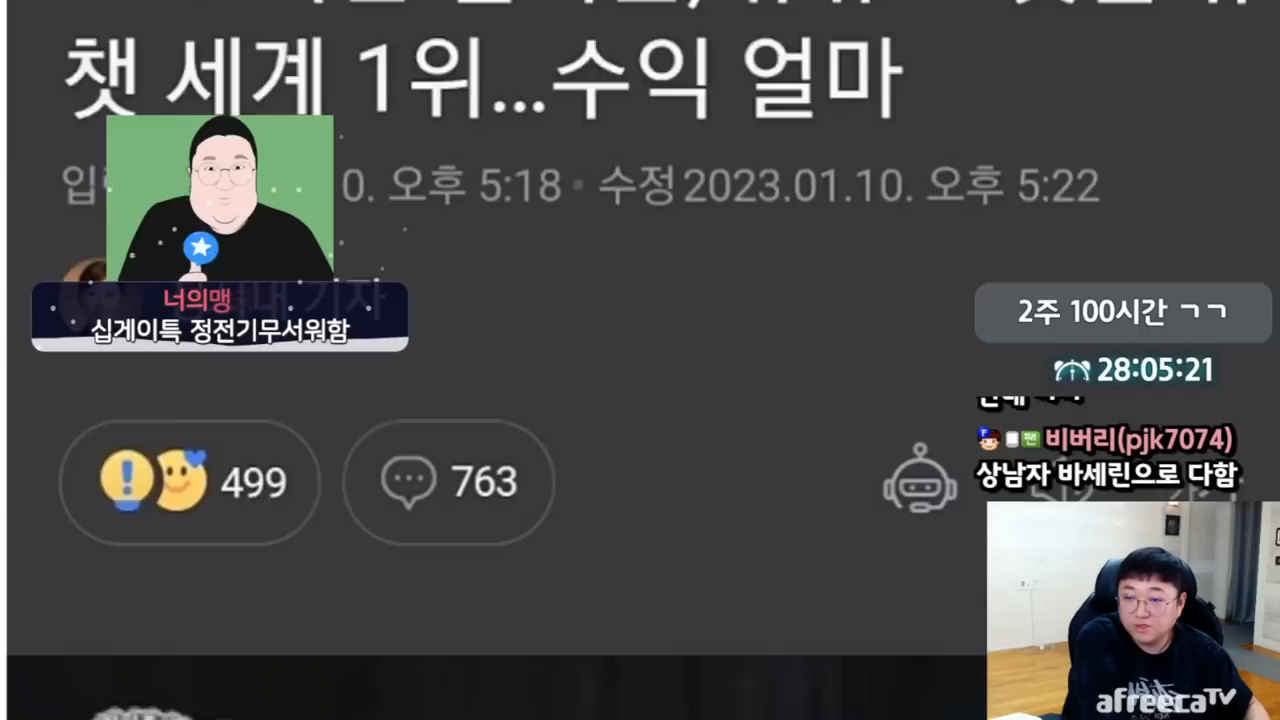 챗 세계 1위...수익 얼마
0. 오후 5:18 · 수정 2023.01.10. 오후 5:22
기자
너의맹
십게이특 정전기무서워함
499
763
2주 100시간 ㄱㄱ
28:05:21
비버리(pjk7074)
상남자 바세린으로 다함
afreecaTV